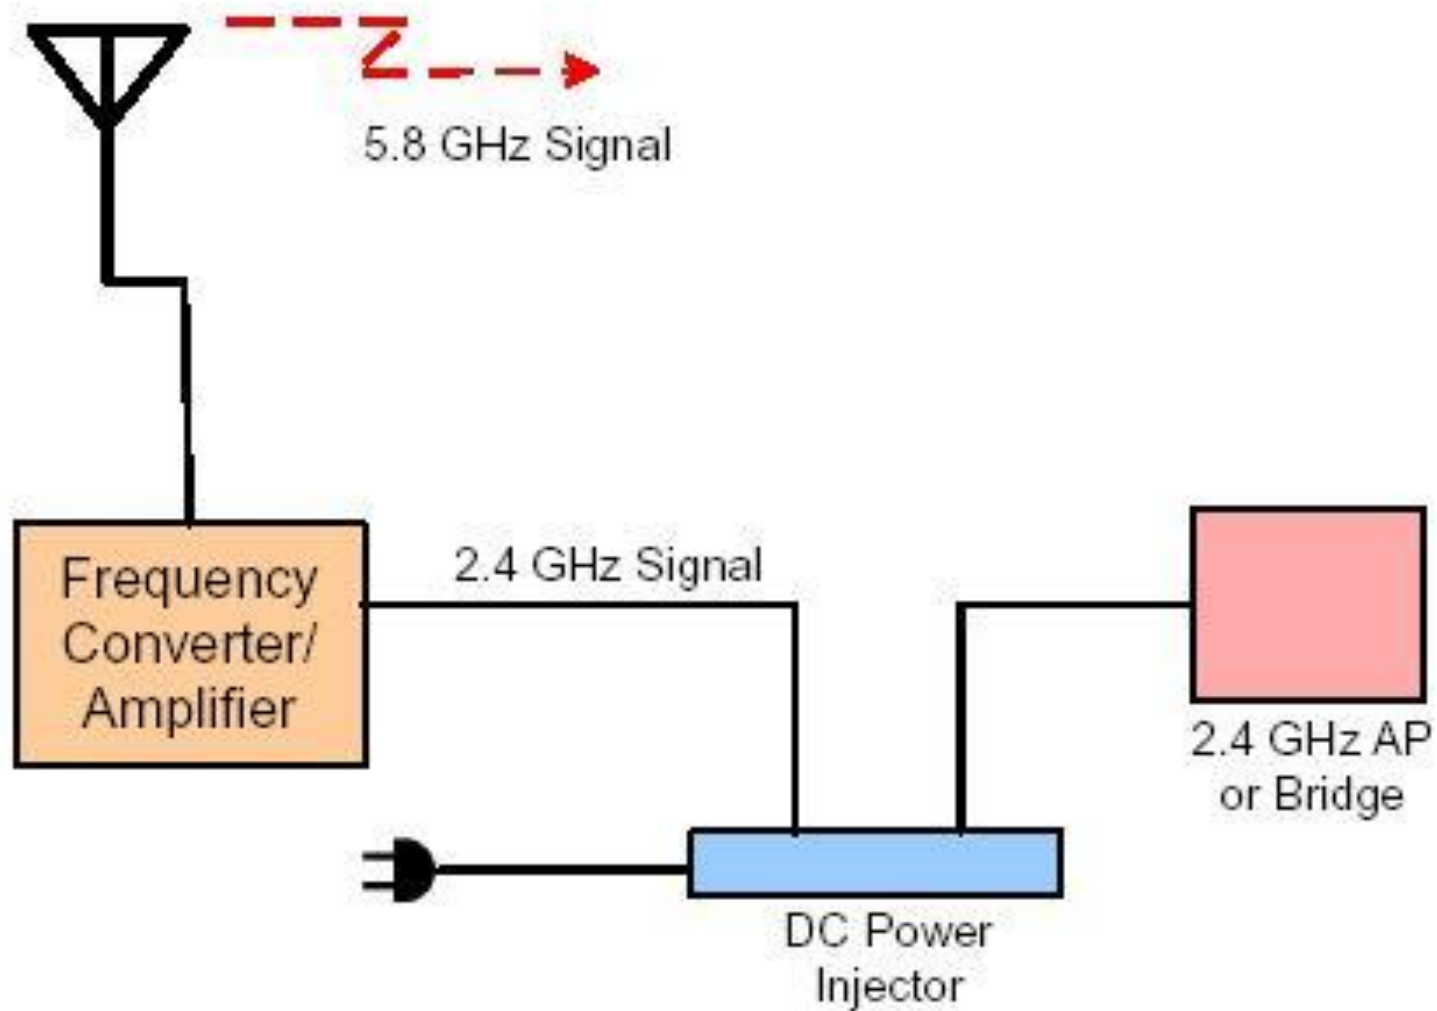 5.8 GHz Signal
Frequency
Converter/
Amplifier
2.4 GHz Signal
2.4 GHz AP
or Bridge
DC Power
Injector